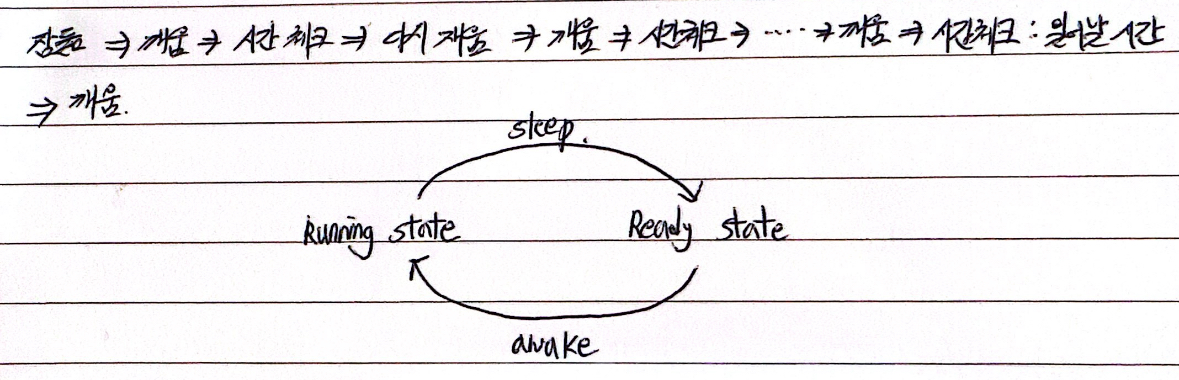 잠듦 ⇒ 깨움 ⇒ 시간 체크 ⇒ 다시 재움 ⇒ 깨움 ⇒ 시간체크 ⇒ ‥‥ ⇒ 깨움 ⇒ 시간체크 : 일어날 시간
⇒ 깨움.
sleep.
Running state Ready state
awake